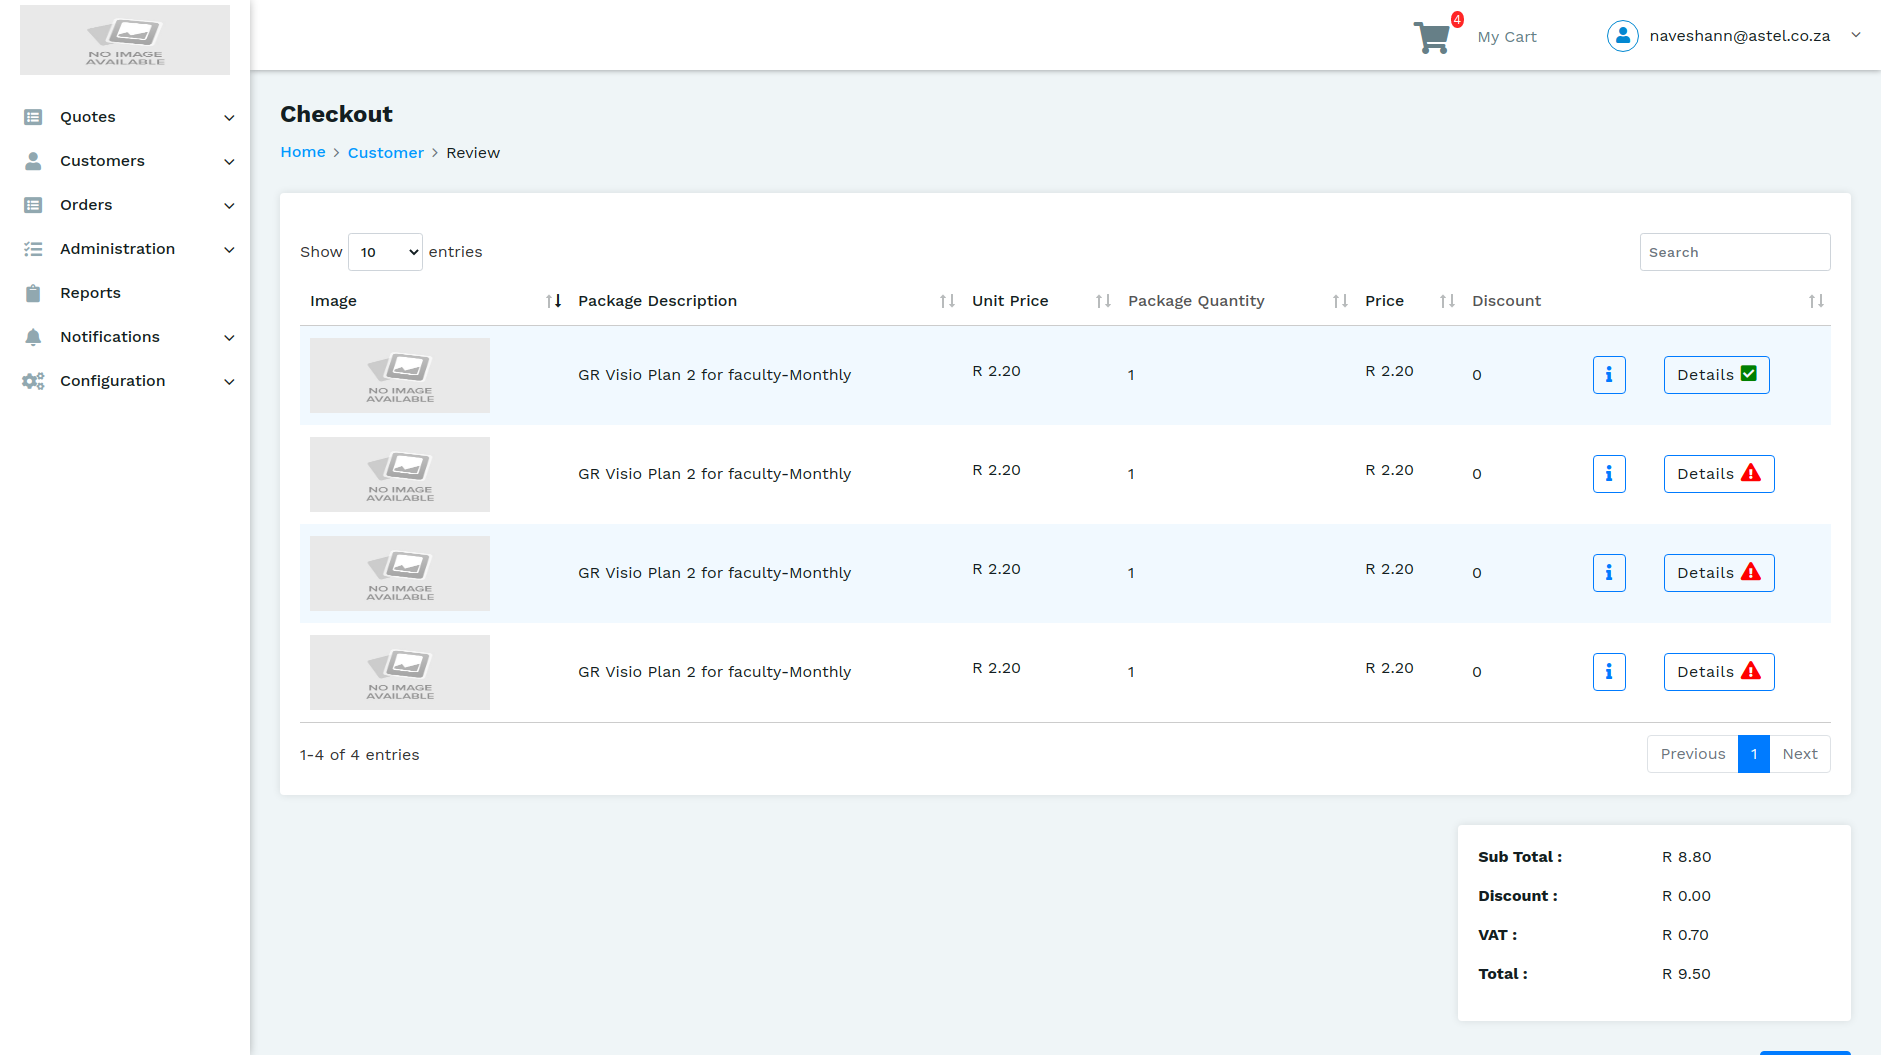 NO IMAGE
AVAILABLE
4
My Cart
naveshann@astel.co.za
Quotes
Customers
Orders
Administration
Reports
Notifications
Configuration
Checkout
Home > Customer > Review
Show 10 entries
Search
Image Package Description Unit Price Package Quantity Price Discount
NO IMAGE
AVAILABLE
GR Visio Plan 2 for faculty-Monthly R 2.20 1 R 2.20 0 i Details
NO IMAGE
AVAILABLE
GR Visio Plan 2 for faculty-Monthly R 2.20 1 R 2.20 0 i Details
NO IMAGE
AVAILABLE
GR Visio Plan 2 for faculty-Monthly R 2.20 1 R 2.20 0 i Details
NO IMAGE
AVAILABLE
GR Visio Plan 2 for faculty-Monthly R 2.20 1 R 2.20 0 i Details
1-4 of 4 entries
Previous 1 Next
Sub Total : R 8.80
Discount : R 0.00
VAT : R 0.70
Total : R 9.50